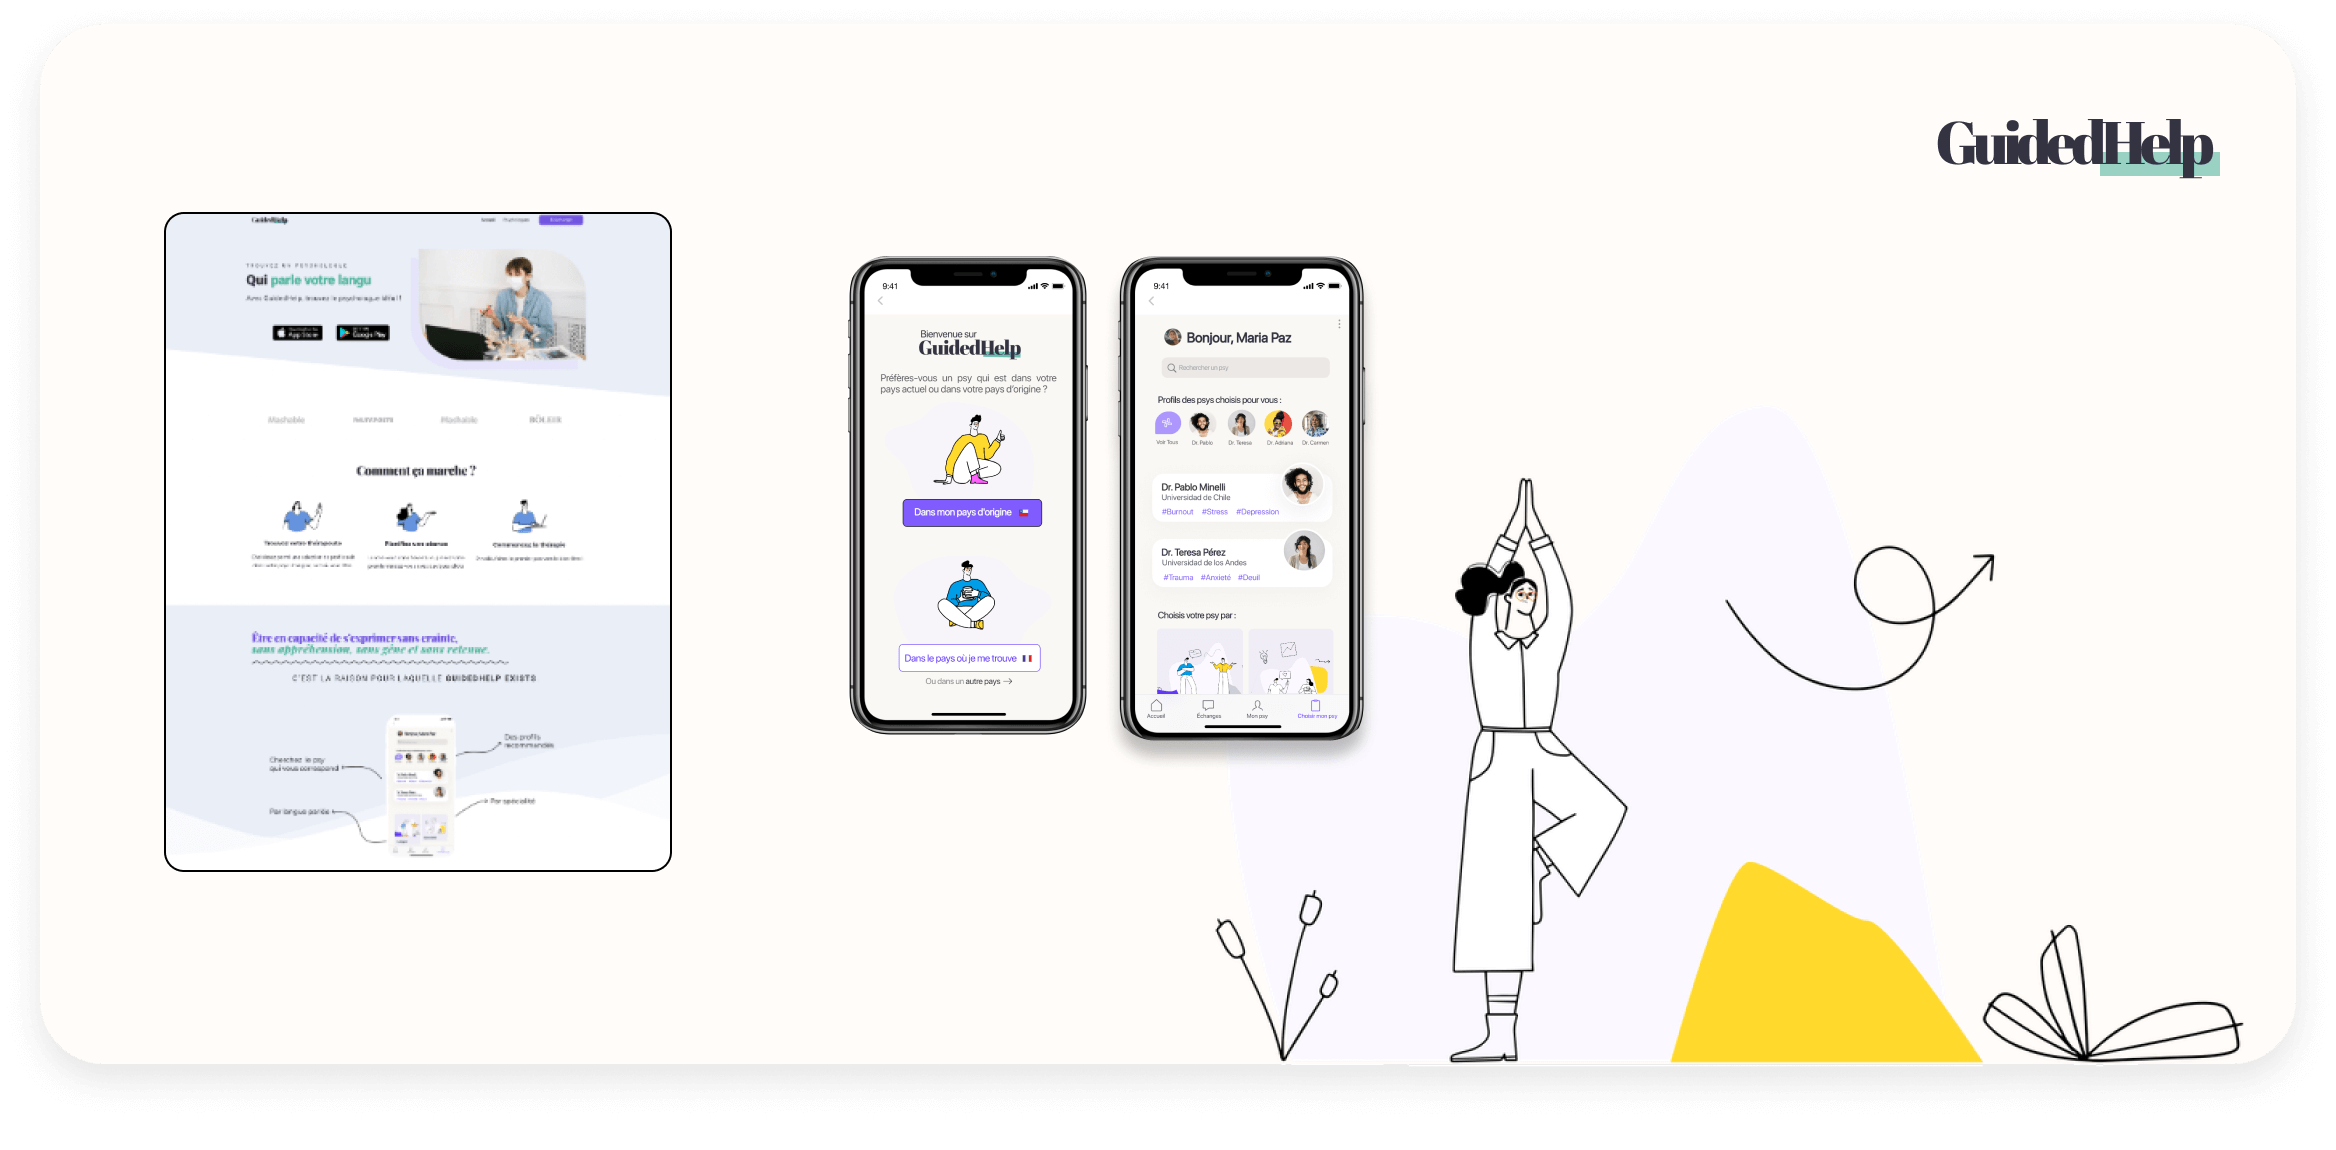 GuidedHelp
GuidedHelp
TROUVEZ UN PSYCHOLOGUE
Qui parle votre langu
Avec GuidedHelp, trouvez le psychologue idéal !
App Store
Google Play
Mashable
Mashable
Comment ça marche ?
Trouvez votre thérapeute
Planifiez vos séances
Commencez la thérapie
Être en capacité de s'exprimer sans crainte,
sans appréhension, sans gêne et sans retenue.
C'EST LA RAISON POUR LAQUELLE GUIDEDHELP EXISTS
Des profils
recommandés
Cherchez le psy
qui vous correspond
Par langue parlée
Par spécialité
9:41
Bienvenue sur
GuidedHelp
Préfères-vous un psy qui est dans votre
pays actuel ou dans votre pays d'origine ?
Dans mon pays d'origine
Dans le pays où je me trouve
Ou dans un autre pays →
9:41
Bonjour, Maria Paz
Rechercher un psy
Profils des psys choisis pour vous :
Voir Tous Dr. Pablo Dr. Teresa Dr. Adriana Dr. Carmen
Dr. Pablo Minelli
Universidad de Chile
#Burnout #Stress #Depression
Dr. Teresa Pérez
Universidad de los Andes
#Trauma #Anxieté #Deuil
Choisis votre psy par :
Accueil Échanges Mon psy Choisir mon psy